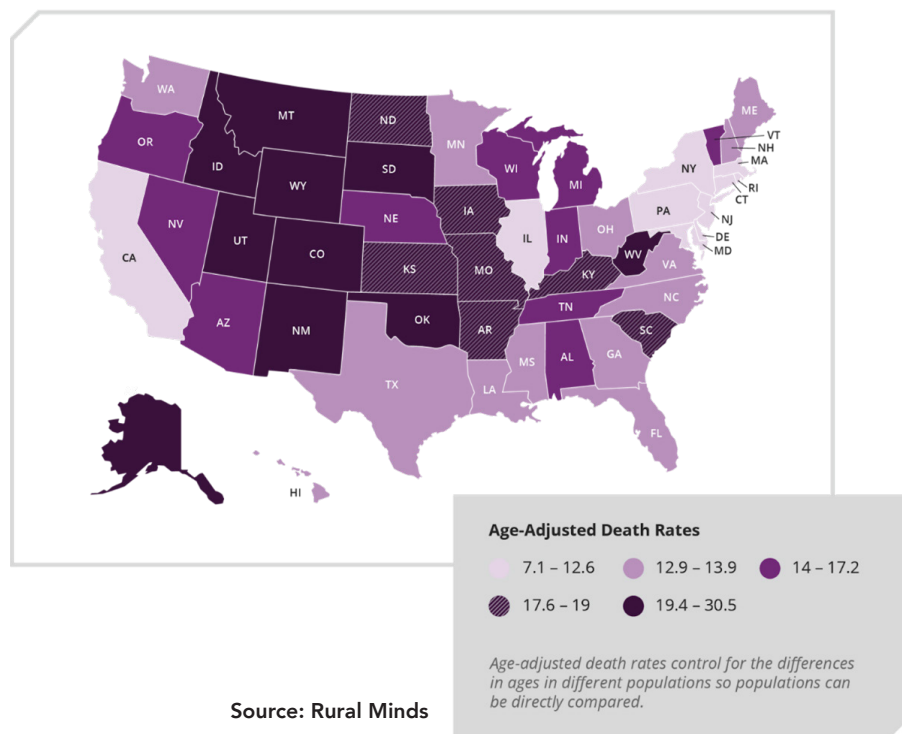 WA
MT
ND
MN
ME
VT
NH
MA
RI
CT
NJ
DE
MD
OR
ID
SD
WI
MI
NY
WY
IA
NE
PA
NV
UT
CO
IL
IN
OH
WV
VA
CA
KS
MO
KY
NC
AZ
NM
OK
AR
TN
SC
MS
AL
GA
TX
LA
FL
HI
Age-Adjusted Death Rates
7.1 – 12.6
12.9 – 13.9
14 – 17.2
17.6 – 19
19.4 – 30.5
Age-adjusted death rates control for the differences
in ages in different populations so populations can
be directly compared.
Source: Rural Minds